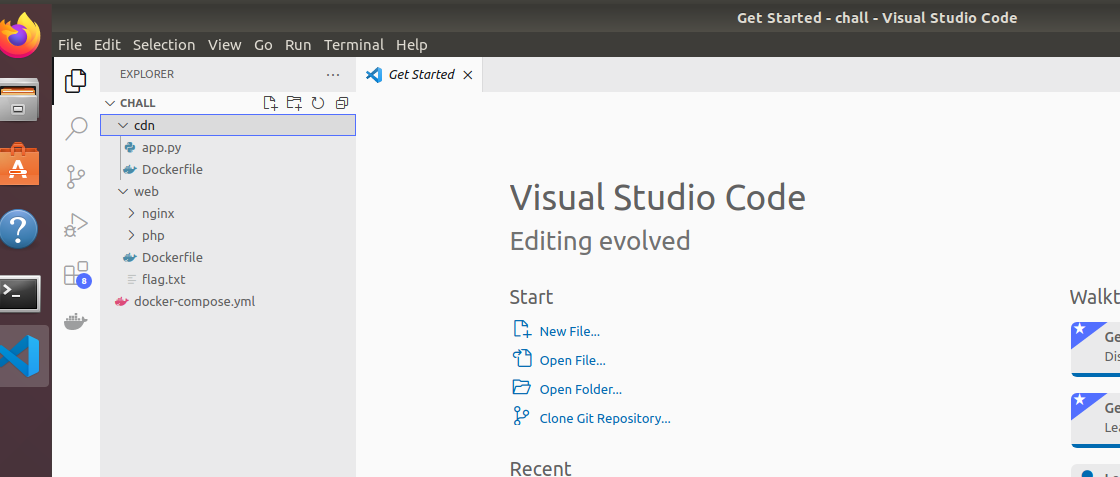 Get Started - chall - Visual Studio Code
File Edit Selection View Go Run Terminal Help
EXPLORER ···
Get Started
CHALL
cdn
app.py
Dockerfile
web
nginx
php
Dockerfile
flag.txt
docker-compose.yml
8
Visual Studio Code
Editing evolved
Start
New File...
Open File...
Open Folder...
Clone Git Repository...
Recent
Walkt
Ge
Dis
Ge
Lea